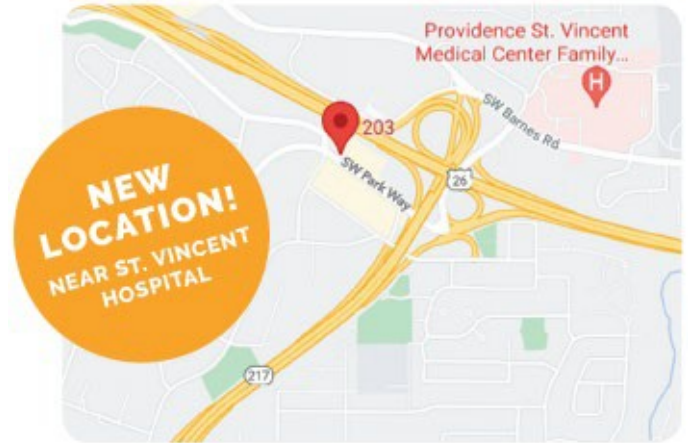 Providence St. Vincent
Medical Center Family...
H
203
SW Barnes Rd
SW Park Way
26
NEW
LOCATION!
NEAR ST. VINCENT
HOSPITAL
217